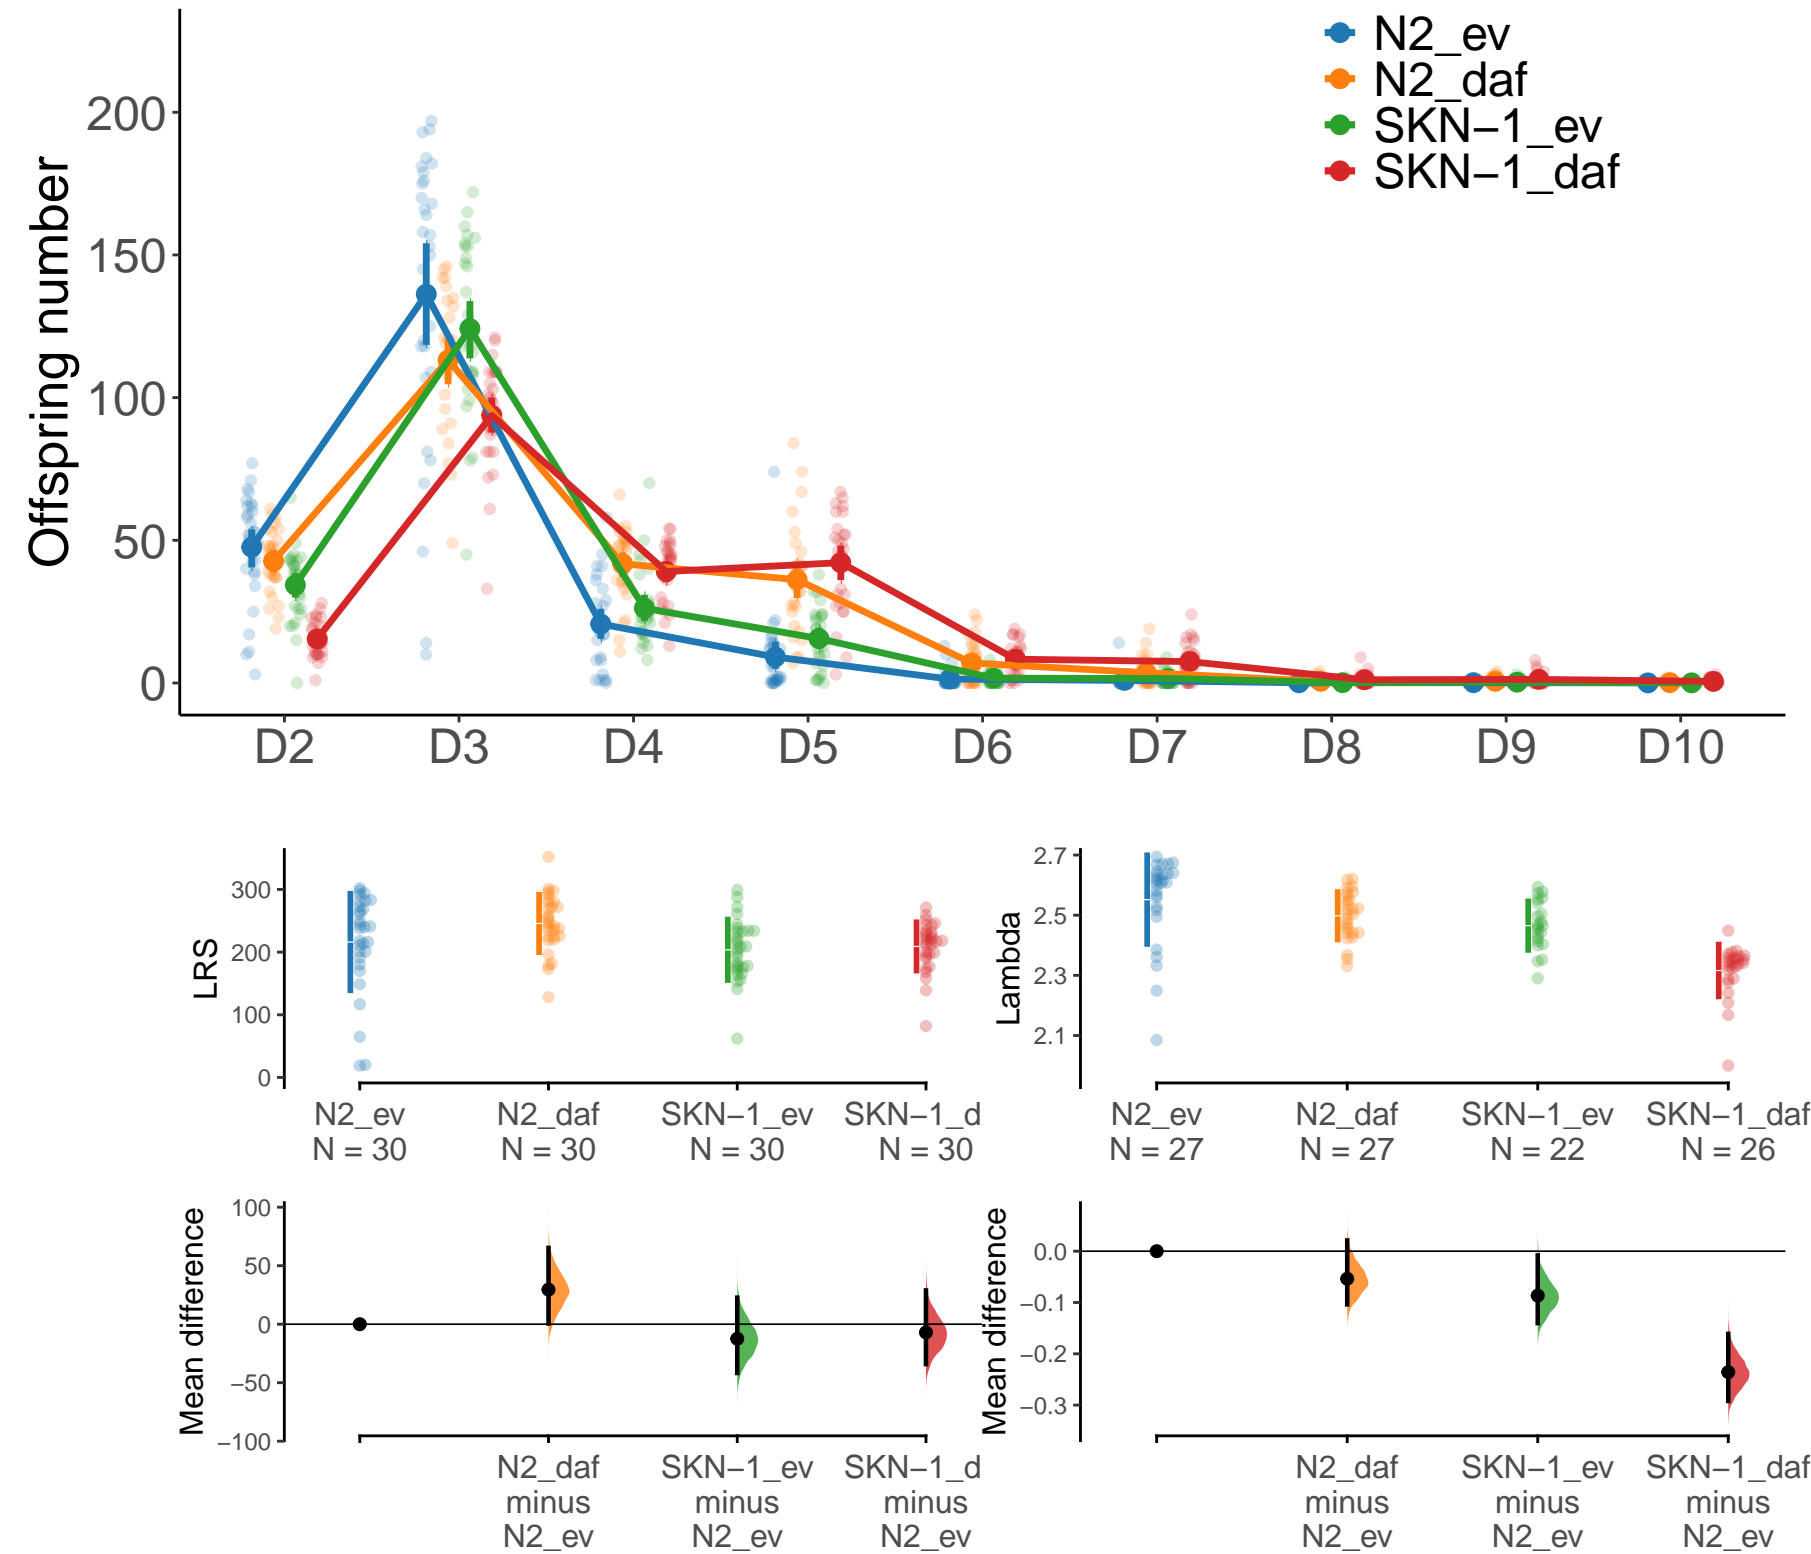 N2_ev
N2_daf
SKN−1_ev
SKN−1_daf
Offspring number
200
150
100
50
0
D2 D3 D4 D5 D6 D7 D8 D9 D10
LRS
300
200
100
0
N2_ev N2_daf SKN−1_ev SKN−1_d
N = 30 N = 30 N = 30 N = 30
Lambda
2.7
2.5
2.3
2.1
N2_ev N2_daf SKN−1_ev SKN−1_daf
N = 27 N = 27 N = 22 N = 26
Mean difference
100
50
0
−50
−100
N2_daf SKN−1_ev SKN−1_d
minus minus minus
N2_ev N2_ev N2_ev
Mean difference
0.0
−0.1
−0.2
−0.3
N2_daf SKN−1_ev SKN−1_daf
minus minus minus
N2_ev N2_ev N2_ev